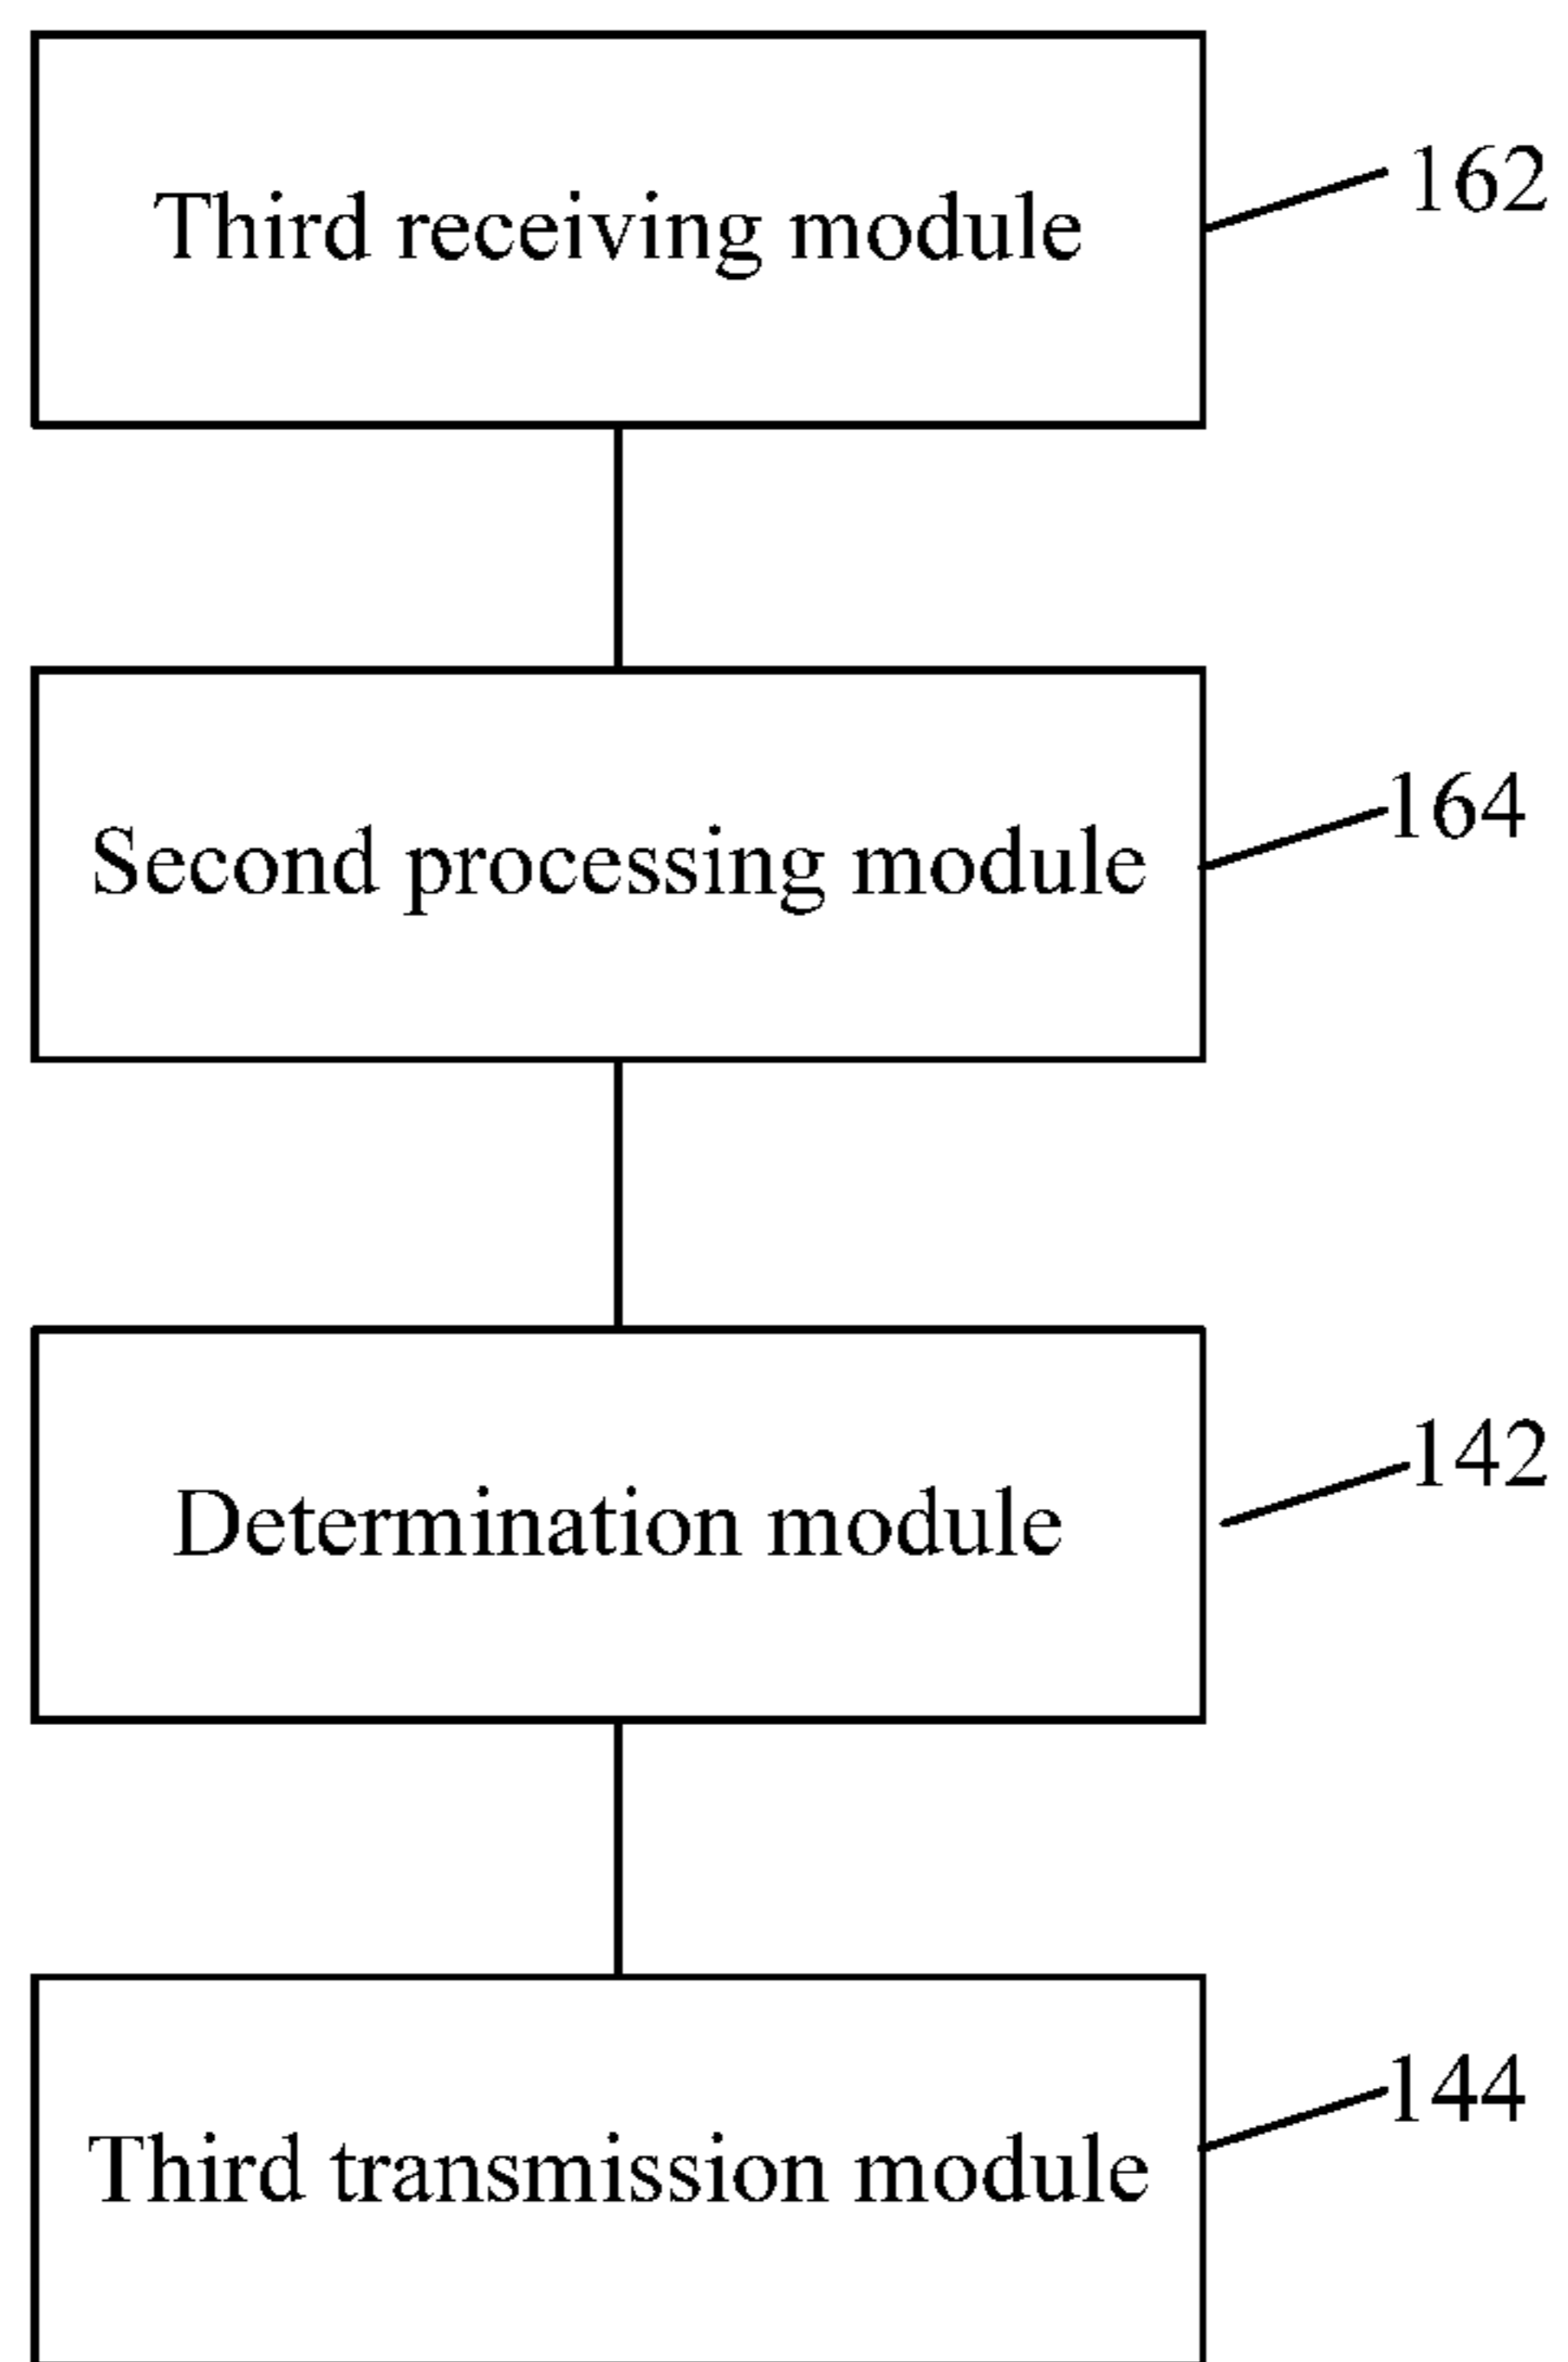 Third receiving module
162
Second processing module
164
Determination module
142
Third transmission module
144